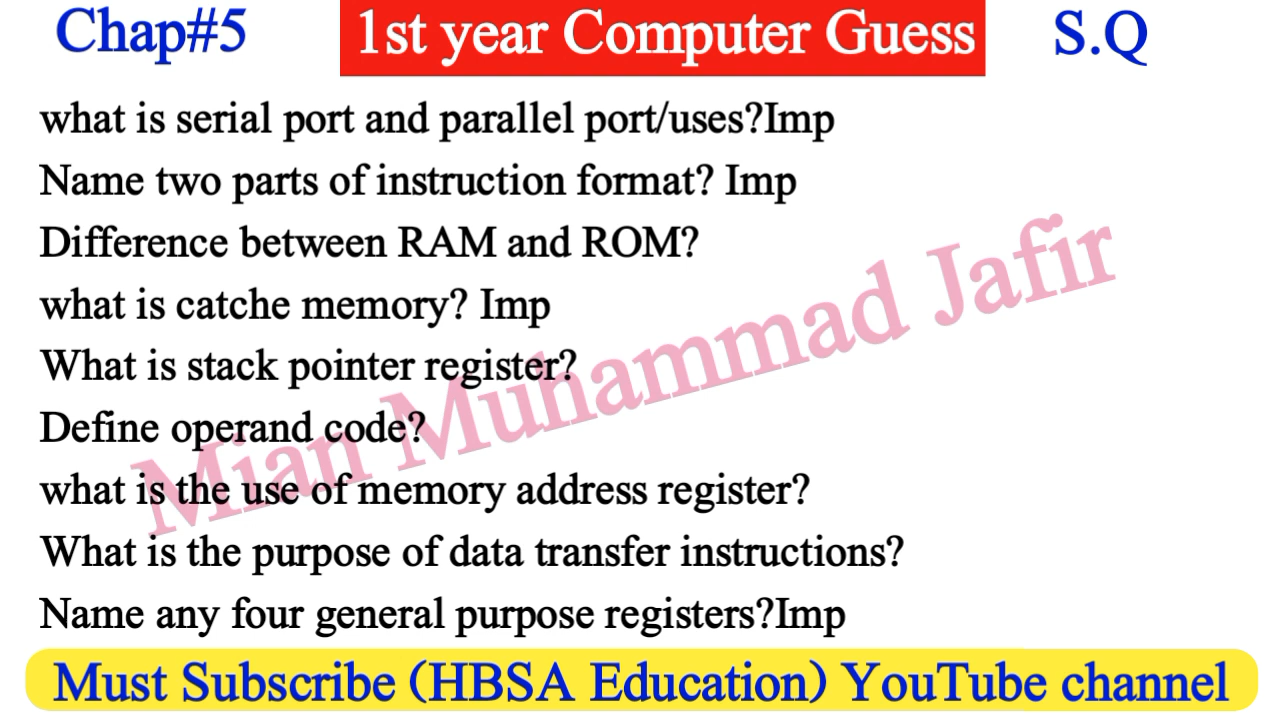 Chap#5 1st year Computer Guess S.Q
what is serial port and parallel port/uses?Imp
Name two parts of instruction format? Imp
Difference between RAM and ROM?
what is catche memory? Imp
What is stack pointer register?
Define operand code?
what is the use of memory address register?
What is the purpose of data transfer instructions?
Name any four general purpose registers?Imp
Mian Muhammad Jafir
Must Subscribe (HBSA Education) YouTube channel